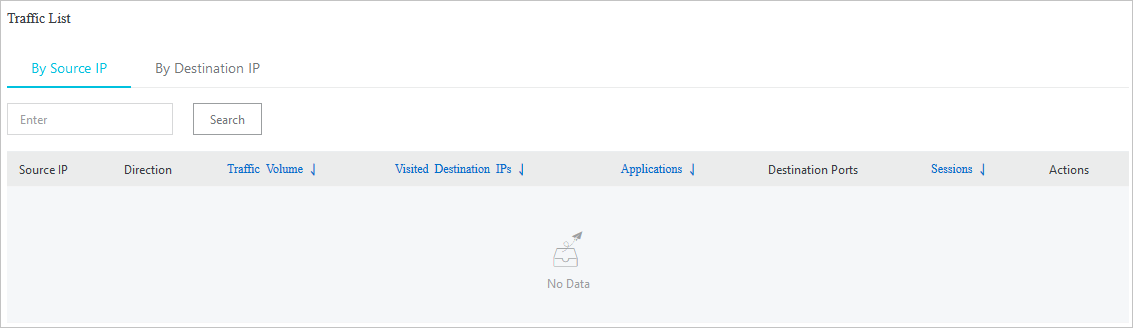 Traffic List
By Source IP By Destination IP
Enter Search
Source IP Direction Traffic Volume ↓ Visited Destination IPs ↓ Applications ↓ Destination Ports Sessions ↓ Actions
No Data